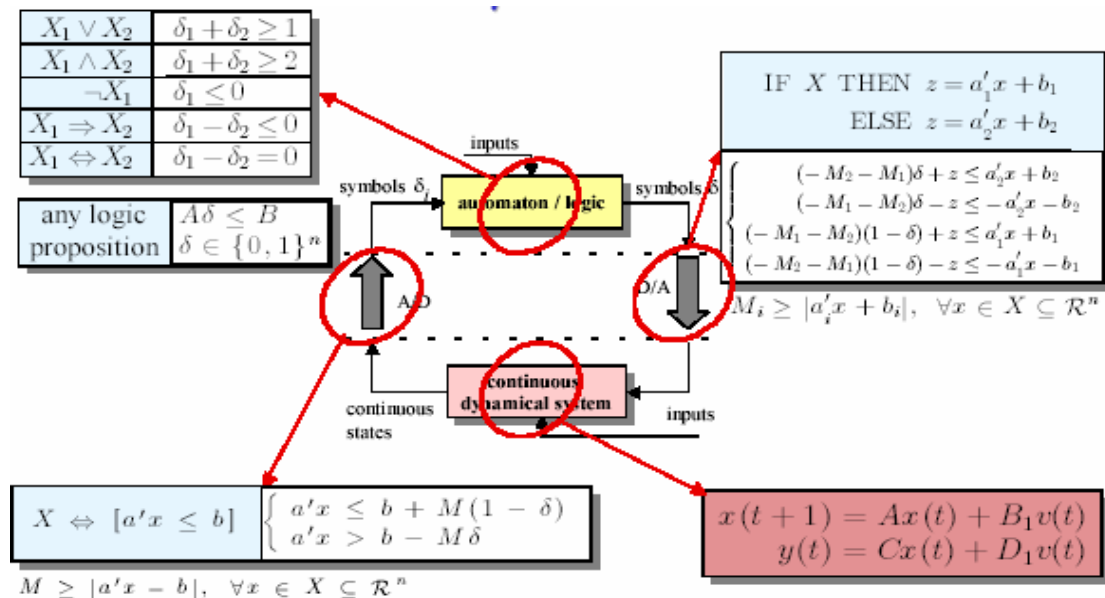 X₁ ∨ X₂ δ₁ + δ₂ ≥ 1
X₁ ∧ X₂ δ₁ + δ₂ ≥ 2
¬X₁ δ₁ ≤ 0
X₁ ⇒ X₂ δ₁ − δ₂ ≤ 0
X₁ ⇔ X₂ δ₁ − δ₂ = 0
any logic proposition
Aδ ≤ B
δ ∈ {0, 1}ⁿ
IF X THEN z = a′₁x + b₁
ELSE z = a′₂x + b₂
(− M₂ − M₁)δ + z ≤ a′₂x + b₂
(− M₁ − M₂)δ − z ≤ − a′₂x − b₂
(− M₁ − M₂)(1 − δ) + z ≤ a′₁x + b₁
(− M₂ − M₁)(1 − δ) − z ≤ − a′₁x − b₁
Mᵢ ≥ |a′ᵢx + bᵢ|, ∀x ∈ X ⊆ ℛⁿ
inputs
symbols δᵢ
automaton / logic
symbols δ
A/D
D/A
continuous
dynamical system
continuous
states
inputs
X ⇔ [a′x ≤ b]
{ a′x ≤ b + M(1 − δ)
a′x > b − Mδ
M ≥ |a′x − b|, ∀x ∈ X ⊆ ℛⁿ
x(t + 1) = Ax(t) + B₁v(t)
y(t) = Cx(t) + D₁v(t)